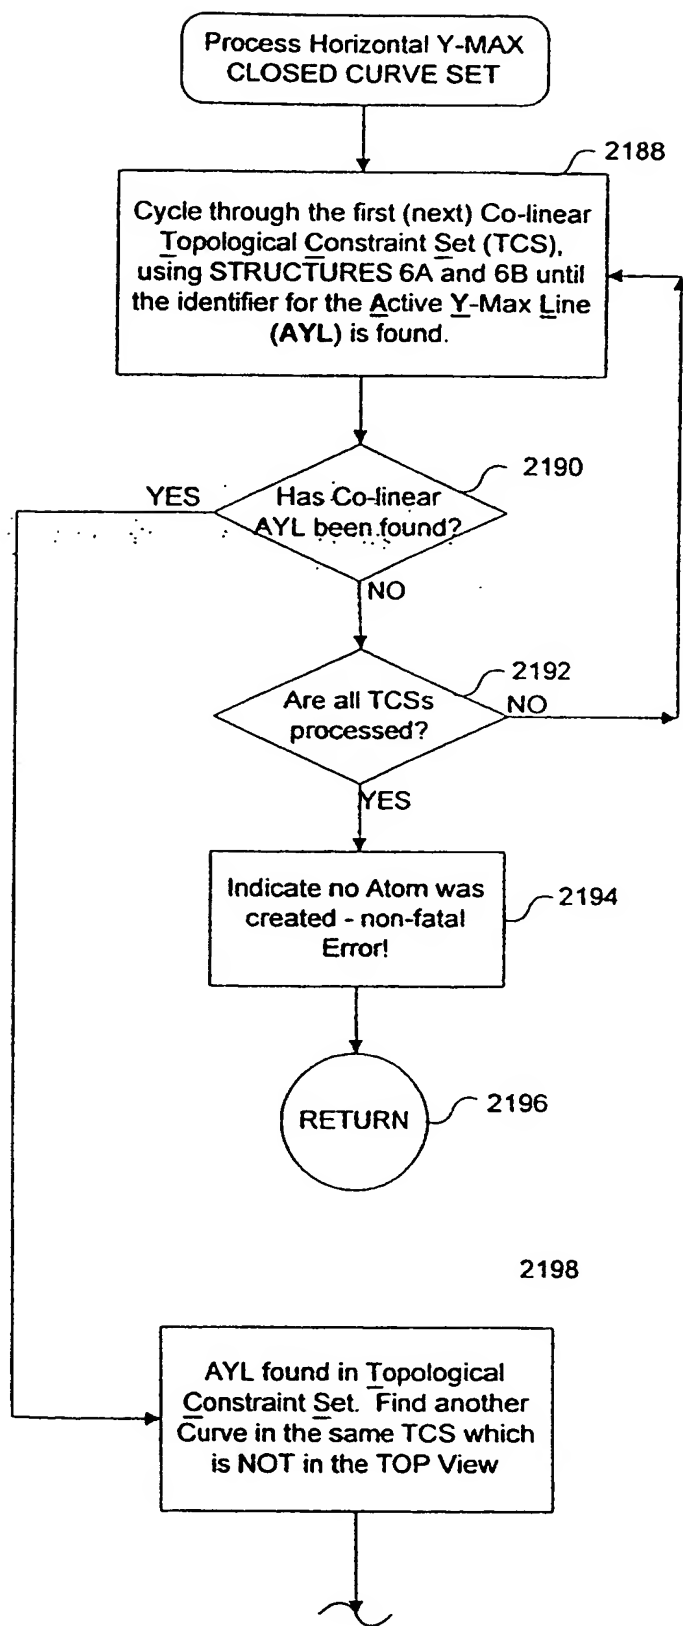 Process Horizontal Y-MAX
CLOSED CURVE SET
2188
Cycle through the first (next) Co-linear
Topological Constraint Set (TCS),
using STRUCTURES 6A and 6B until
the identifier for the Active Y-Max Line
(AYL) is found.
2190
YES
Has Co-linear
AYL been found?
NO
2192
Are all TCSs
processed?
NO
YES
Indicate no Atom was
created - non-fatal
Error!
2194
RETURN
2196
2198
AYL found in Topological
Constraint Set. Find another
Curve in the same TCS which
is NOT in the TOP View